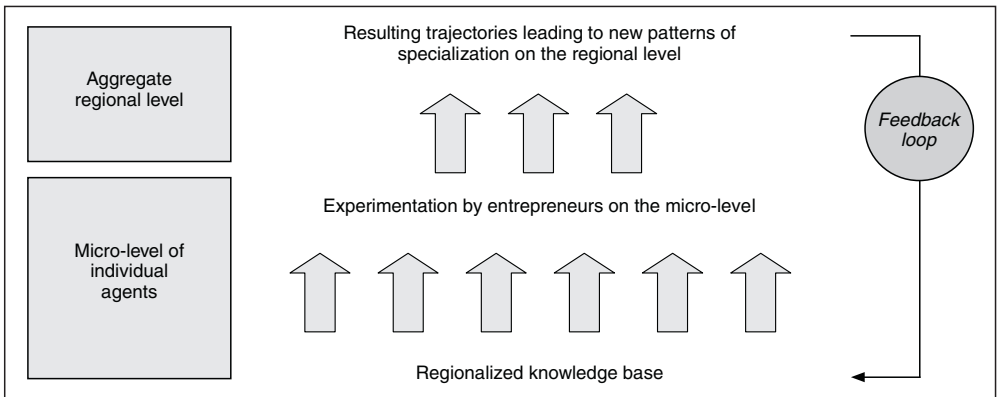 Aggregate
regional level
Resulting trajectories leading to new patterns of
specialization on the regional level
Feedback
loop
Experimentation by entrepreneurs on the micro-level
Micro-level of
individual
agents
Regionalized knowledge base